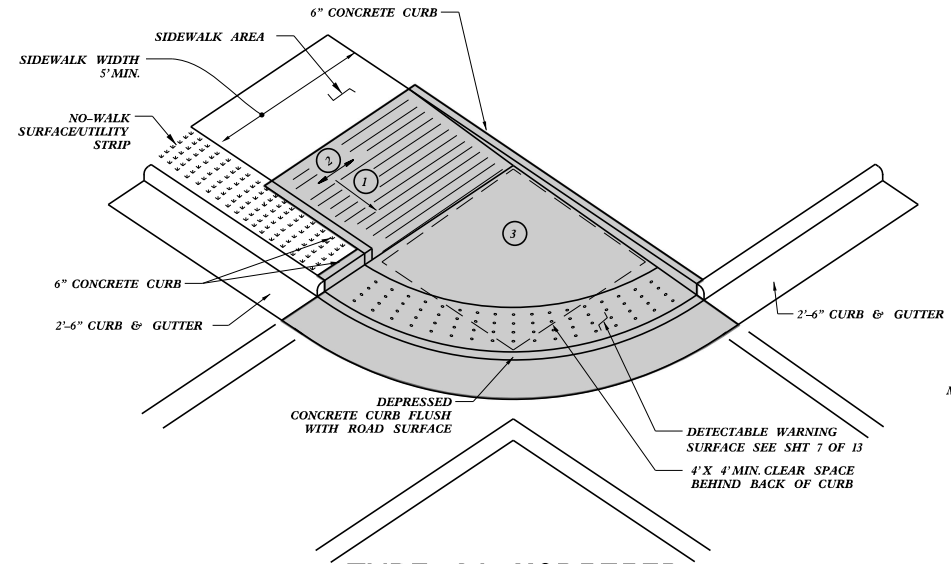 6" CONCRETE CURB
SIDEWALK AREA
SIDEWALK WIDTH
5' MIN.
NO-WALK
SURFACE/UTILITY
STRIP
2
1
3
6" CONCRETE CURB
2'-6" CURB & GUTTER
2'-6" CURB & GUTTER
DEPRESSED
CONCRETE CURB FLUSH
WITH ROAD SURFACE
DETECTABLE WARNING
SURFACE SEE SHT 7 OF 13
4' X 4' MIN. CLEAR SPACE
BEHIND BACK OF CURB